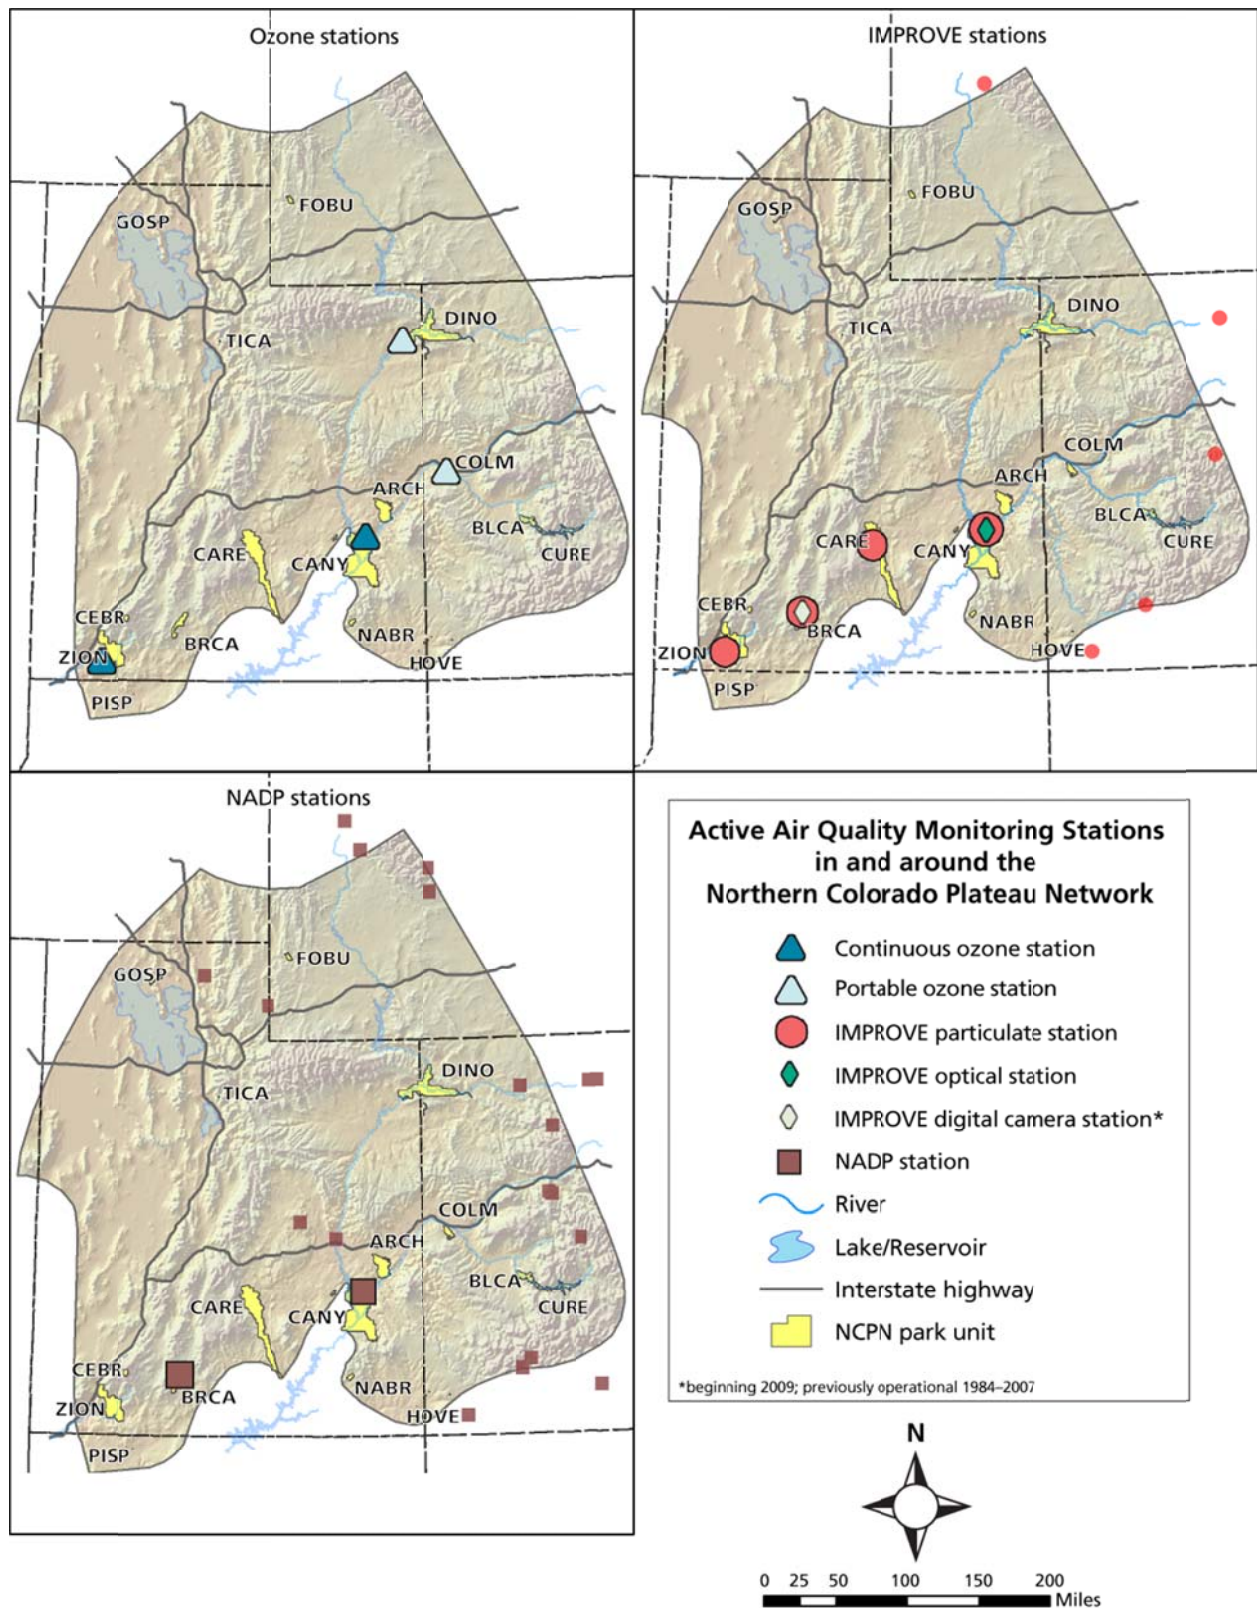 Ozone stations
FOBU
GOSP
DINO
TICA
COLM
ARCH
BLCA
CARE
CANY
CURE
CEBR
BRCA
NABR
ZION
HOVE
PISP
IMPROVE stations
FOBU
GOSP
DINO
TICA
COLM
ARCH
BLCA
CARE
CANY
CURE
CEBR
BRCA
NABR
ZION
HOVE
PISP
NADP stations
FOBU
GOSP
DINO
TICA
COLM
ARCH
BLCA
CARE
CANY
CURE
CEBR
BRCA
NABR
ZION
HOVE
PISP
Active Air Quality Monitoring Stations
in and around the
Northern Colorado Plateau Network
Continuous ozone station
Portable ozone station
IMPROVE particulate station
IMPROVE optical station
IMPROVE digital camera station*
NADP station
River
Lake/Reservoir
Interstate highway
NCPN park unit
*beginning 2009; previously operational 1984–2007
N
0 25 50 100 150 200
Miles